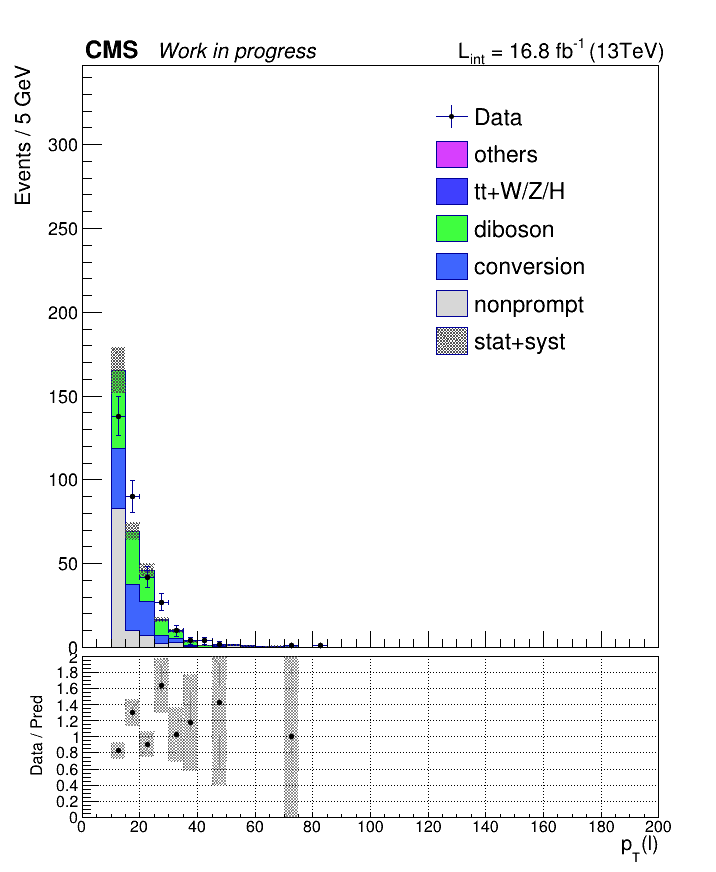 CMS Work in progress L_int = 16.8 fb^-1 (13TeV)
Events / 5 GeV
300
250
200
150
100
50
0
Data
others
tt+W/Z/H
diboson
conversion
nonprompt
stat+syst
Data / Pred
2
1.8
1.6
1.4
1.2
1
0.8
0.6
0.4
0.2
0
0 20 40 60 80 100 120 140 160 180 200
p_T(l)